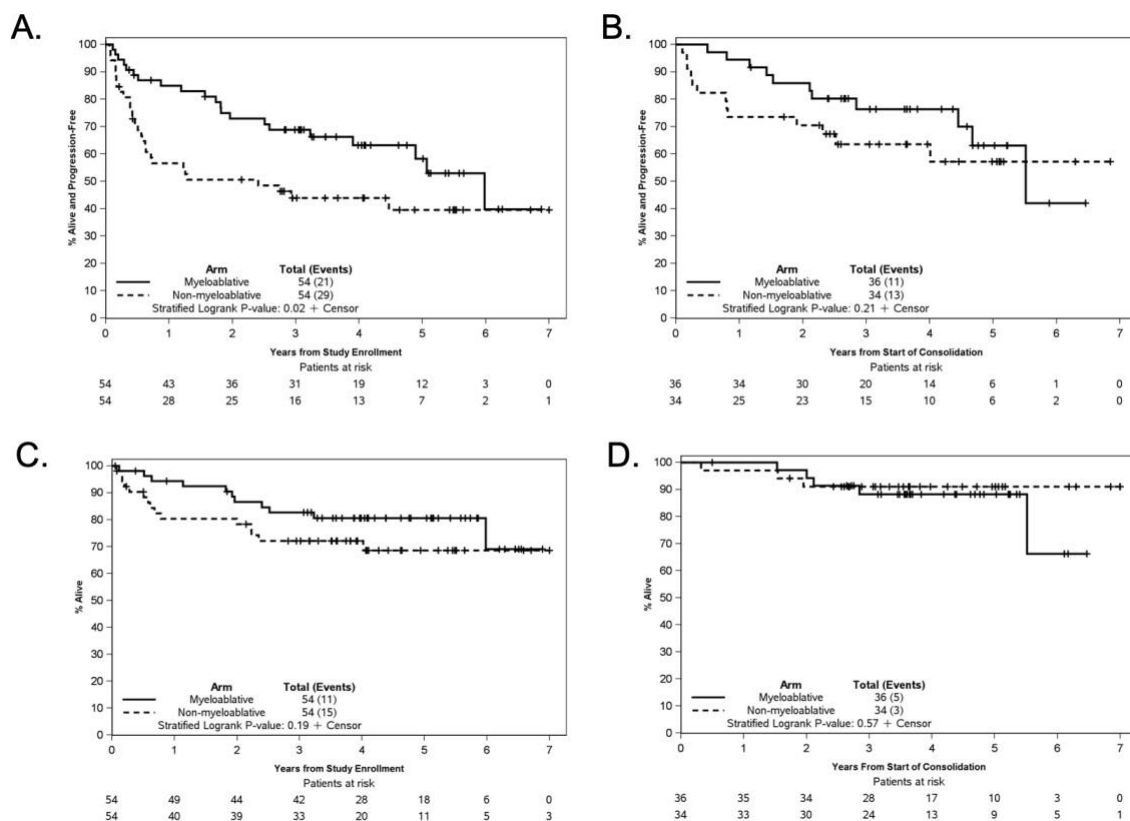 A.
100
90
80
70
60
50
40
30
20
10
0
% Alive and Progression-Free
Arm Total (Events)
Myeloablative 54 (21)
Non-myeloablative 54 (29)
Stratified Logrank P-value: 0.02 + Censor
0 1 2 3 4 5 6 7
Years from Study Enrollment
Patients at risk
54 43 36 31 19 12 3 0
54 28 25 16 13 7 2 1
B.
100
90
80
70
60
50
40
30
20
10
0
% Alive and Progression-Free
Arm Total (Events)
Myeloablative 36 (11)
Non-myeloablative 34 (13)
Stratified Logrank P-value: 0.21 + Censor
0 1 2 3 4 5 6 7
Years from Start of Consolidation
Patients at risk
36 34 30 20 14 6 1 0
34 25 23 15 10 6 2 0
C.
100
90
80
70
60
50
40
30
20
10
0
% Alive
Arm Total (Events)
Myeloablative 54 (11)
Non-myeloablative 54 (15)
Stratified Logrank P-value: 0.19 + Censor
0 1 2 3 4 5 6 7
Years from Study Enrollment
Patients at risk
54 49 44 42 28 18 6 0
54 40 39 33 20 11 5 3
D.
100
90
80
70
60
50
40
30
20
10
0
% Alive
Arm Total (Events)
Myeloablative 36 (5)
Non-myeloablative 34 (3)
Stratified Logrank P-value: 0.57 + Censor
0 1 2 3 4 5 6 7
Years From Start of Consolidation
Patients at risk
36 35 34 28 17 10 3 0
34 33 30 24 13 9 5 1